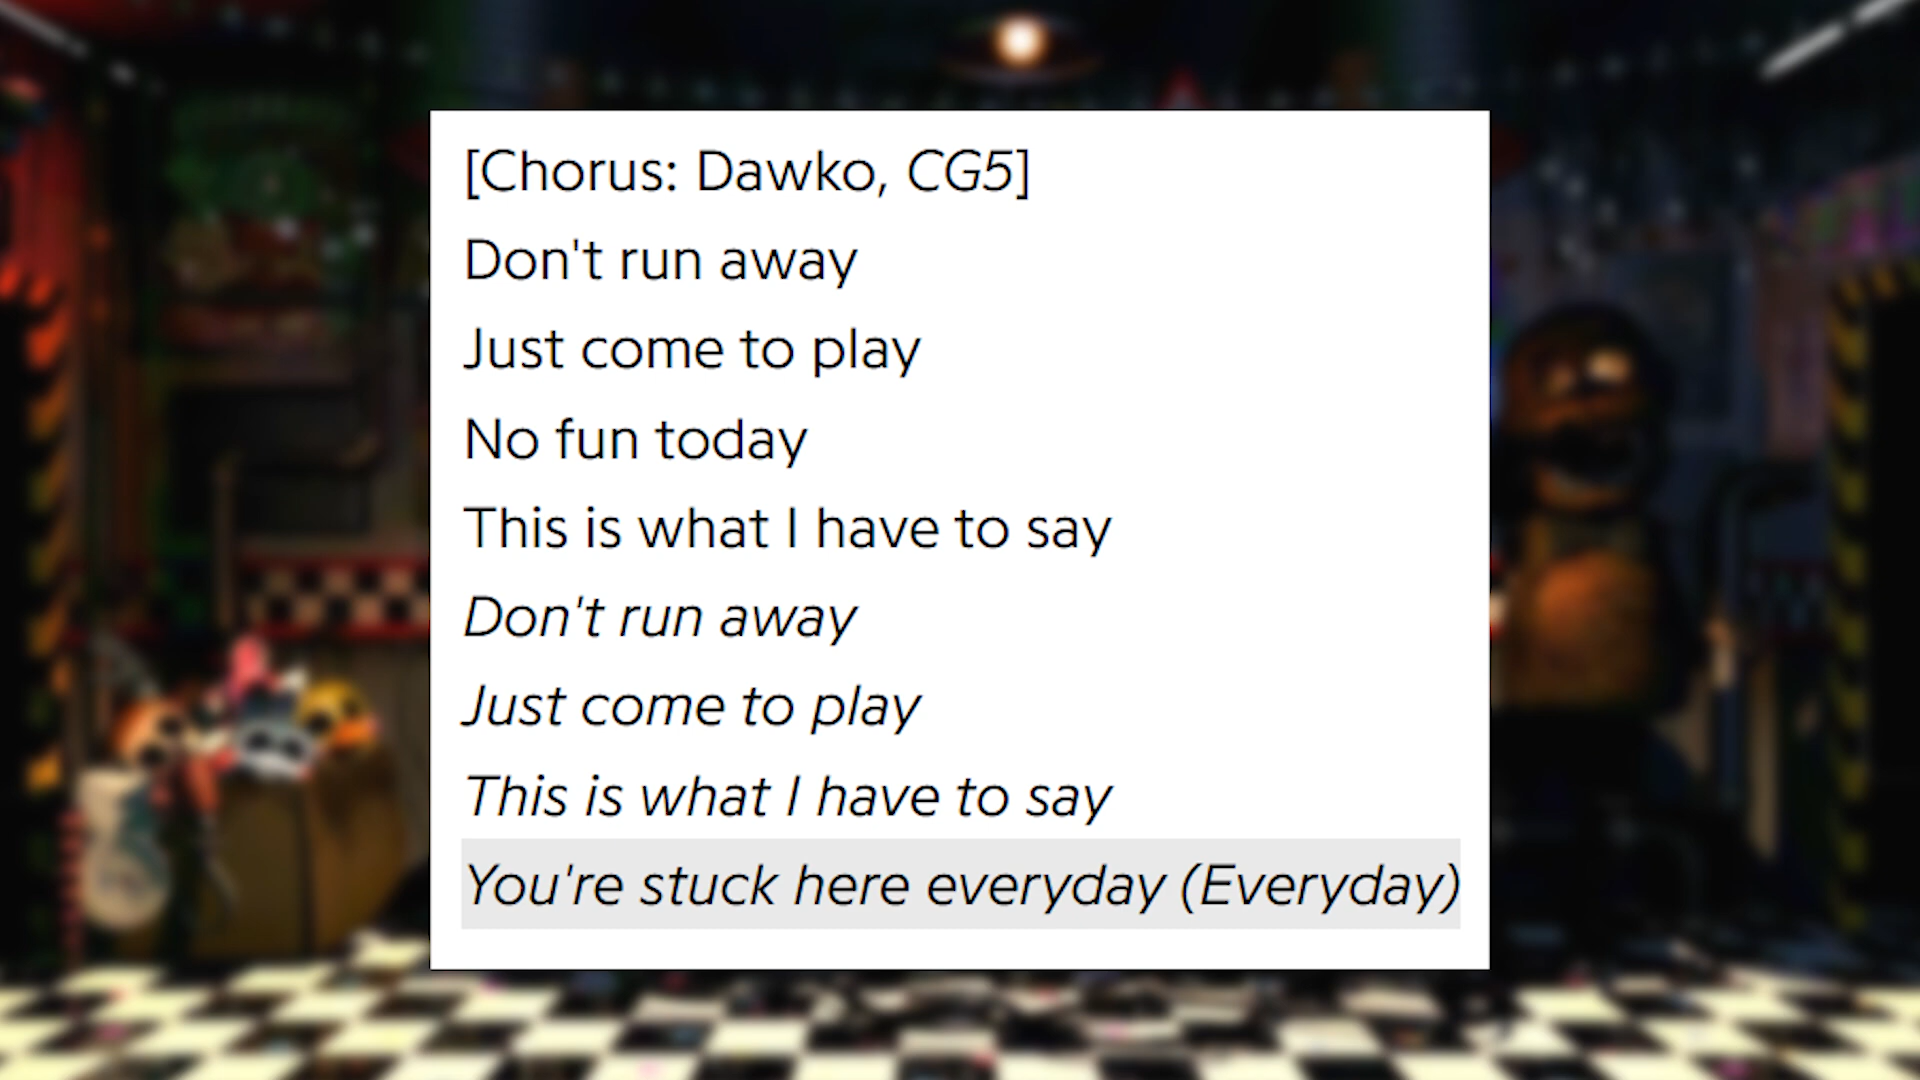 [Chorus: Dawko, CG5]
Don't run away
Just come to play
No fun today
This is what I have to say
Don't run away
Just come to play
This is what I have to say
You're stuck here everyday (Everyday)